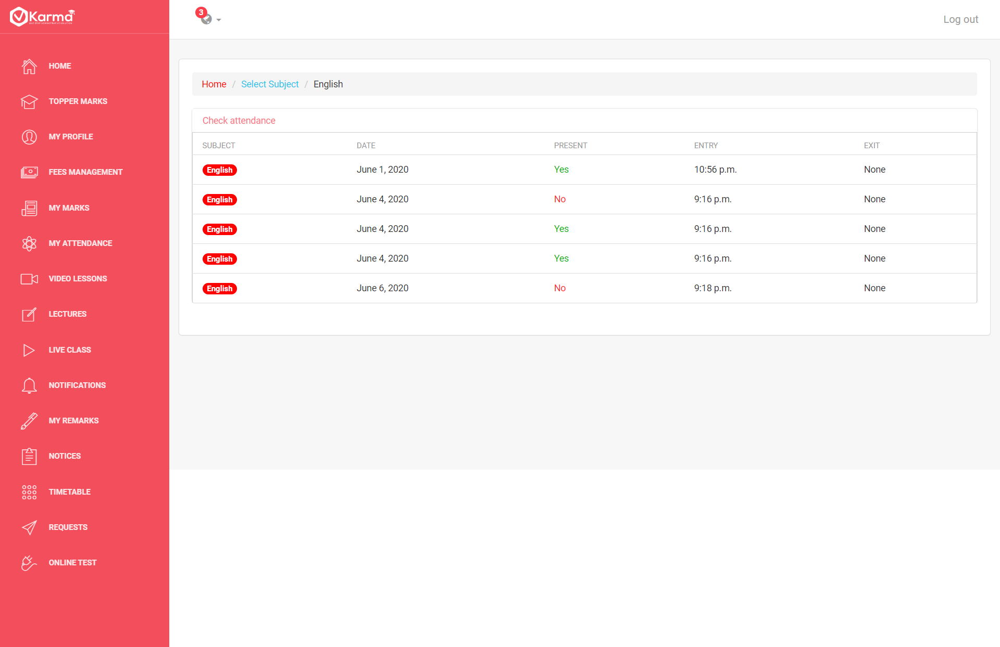 Karma
ONE STOP ADMINISTRATIVE SOLUTION
3
Log out
HOME
TOPPER MARKS
MY PROFILE
FEES MANAGEMENT
MY MARKS
MY ATTENDANCE
VIDEO LESSONS
LECTURES
LIVE CLASS
NOTIFICATIONS
MY REMARKS
NOTICES
TIMETABLE
REQUESTS
ONLINE TEST
Home / Select Subject / English
Check attendance
SUBJECT DATE PRESENT ENTRY EXIT
English June 1, 2020 Yes 10:56 p.m. None
English June 4, 2020 No 9:16 p.m. None
English June 4, 2020 Yes 9:16 p.m. None
English June 4, 2020 Yes 9:16 p.m. None
English June 6, 2020 No 9:18 p.m. None